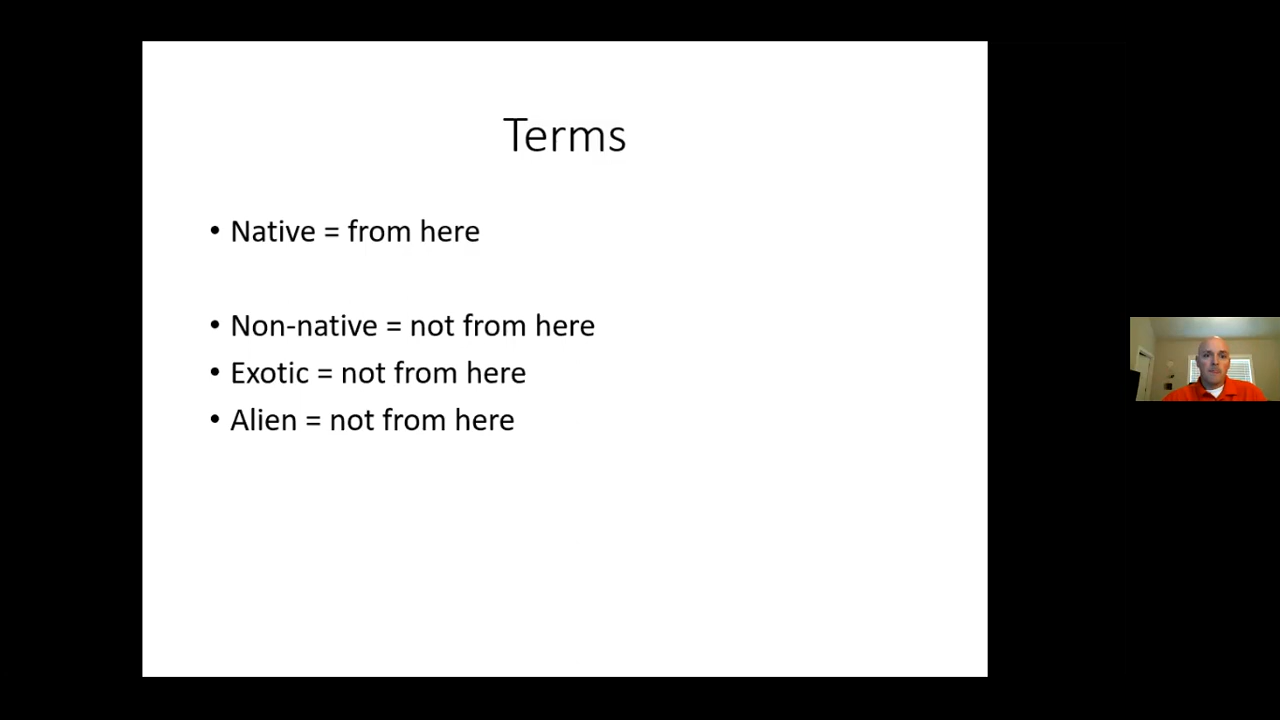 Terms
• Native = from here
• Non-native = not from here
• Exotic = not from here
• Alien = not from here